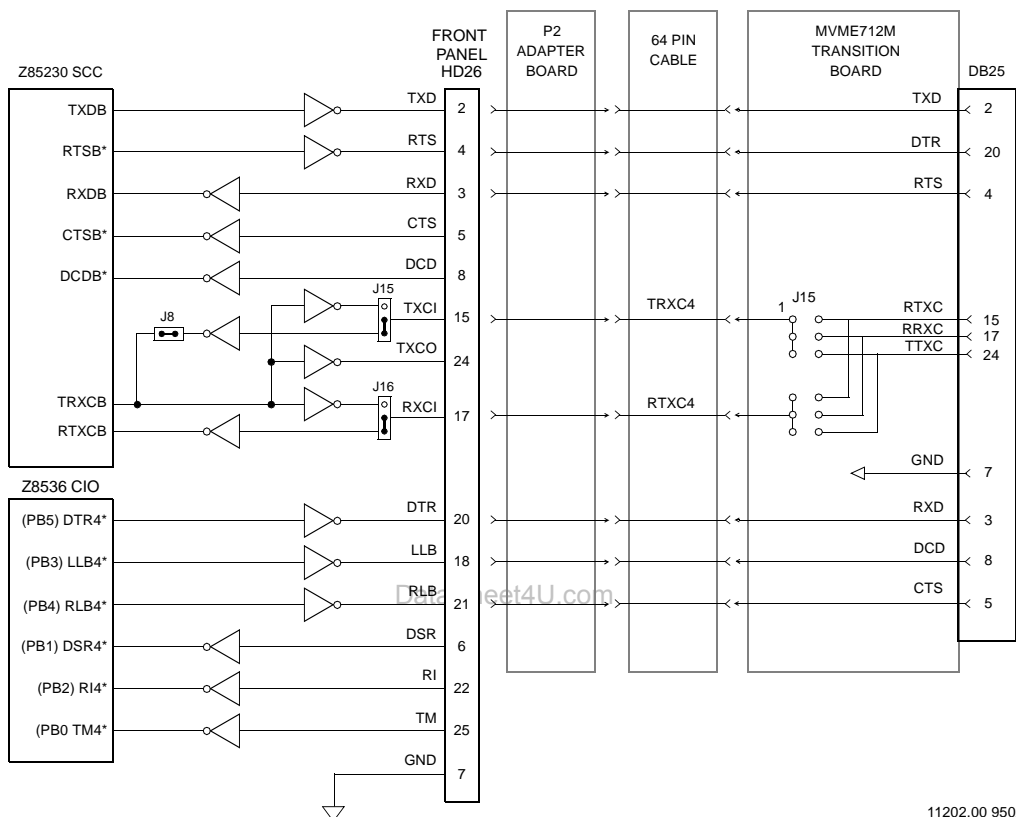 FRONT
PANEL
HD26
P2
ADAPTER
BOARD
64 PIN
CABLE
MVME712M
TRANSITION
BOARD
DB25
Z85230 SCC
TXDB
TXD
2
TXD
2
RTSB*
RTS
4
DTR
20
RXDB
RXD
3
RTS
4
CTSB*
CTS
5
DCDB*
DCD
8
J15
TXCI
15
J8
TRXC4
1
J15
RTXC
15
RRXC
17
TTXC
24
TXCO
24
J16
TRXCB
RXCI
17
RTXC4
RTXCB
GND
7
Z8536 CIO
(PB5) DTR4*
DTR
20
RXD
3
(PB3) LLB4*
LLB
18
DCD
8
(PB4) RLB4*
RLB
21
CTS
5
(PB1) DSR4*
DSR
6
(PB2) RI4*
RI
22
(PB0 TM4*
TM
25
GND
7
11202.00 950